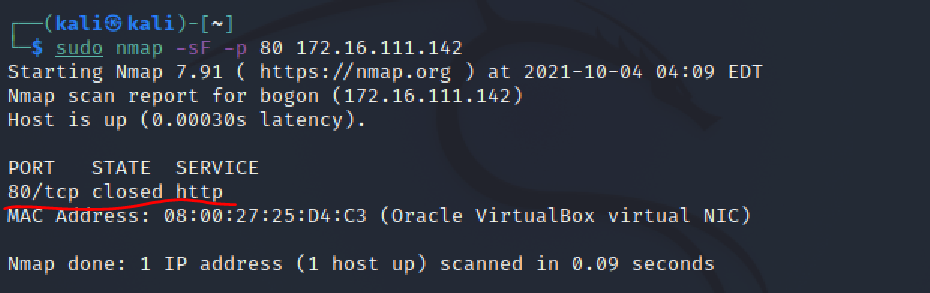 ┌──(kali㉿kali)-[~]
└─$ sudo nmap -sF -p 80 172.16.111.142
Starting Nmap 7.91 ( https://nmap.org ) at 2021-10-04 04:09 EDT
Nmap scan report for bogon (172.16.111.142)
Host is up (0.00030s latency).
PORT   STATE  SERVICE
80/tcp closed http
MAC Address: 08:00:27:25:D4:C3 (Oracle VirtualBox virtual NIC)
Nmap done: 1 IP address (1 host up) scanned in 0.09 seconds